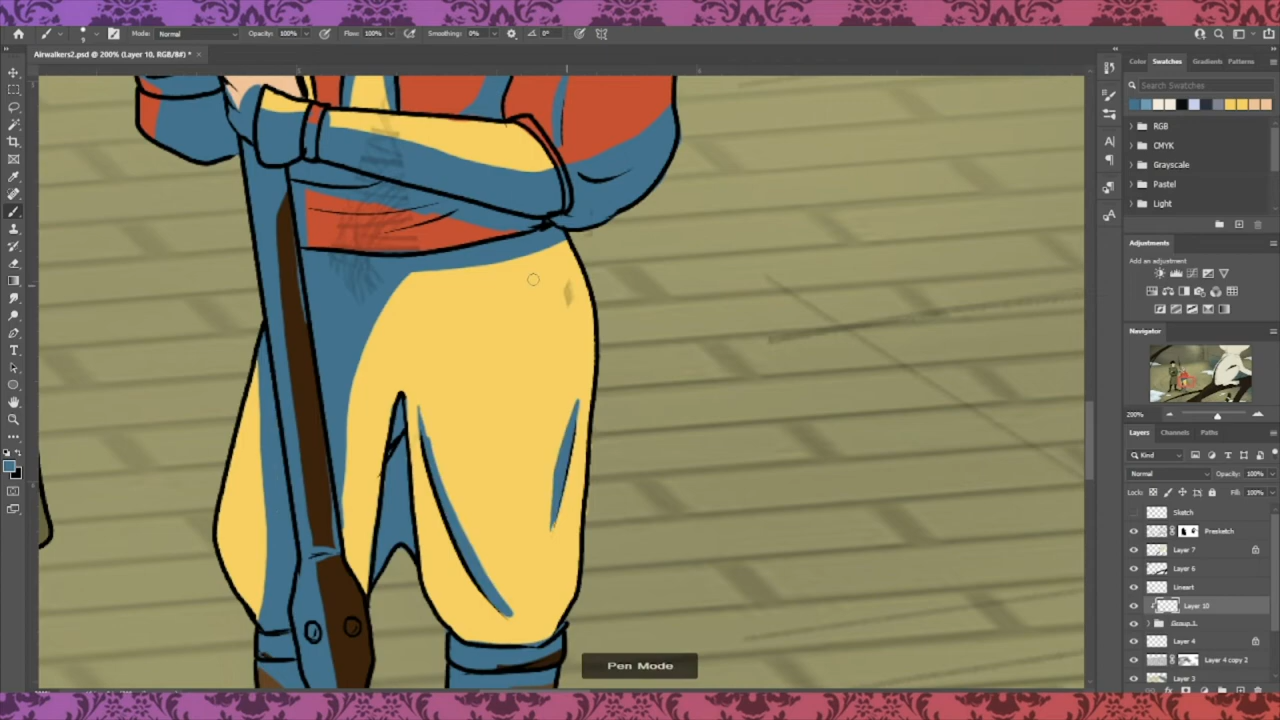 Mode: Normal Opacity: 100% Flow: 100% Smoothing: 0% 0°
Airwalkers2.psd @ 200% (Layer 10, RGB/8#) *
Color Swatches Gradients Patterns
Search Swatches
RGB
CMYK
Grayscale
Pastel
Light
Adjustments
Add an adjustment
Navigator
200%
Layers Channels Paths
Kind
Normal Opacity: 100%
Lock: Fill: 100%
Sketch
Presketch
Layer 7
Layer 6
Lineart
Layer 10
Group 1
Layer 4
Layer 4 copy 2
Layer 3
Pen Mode